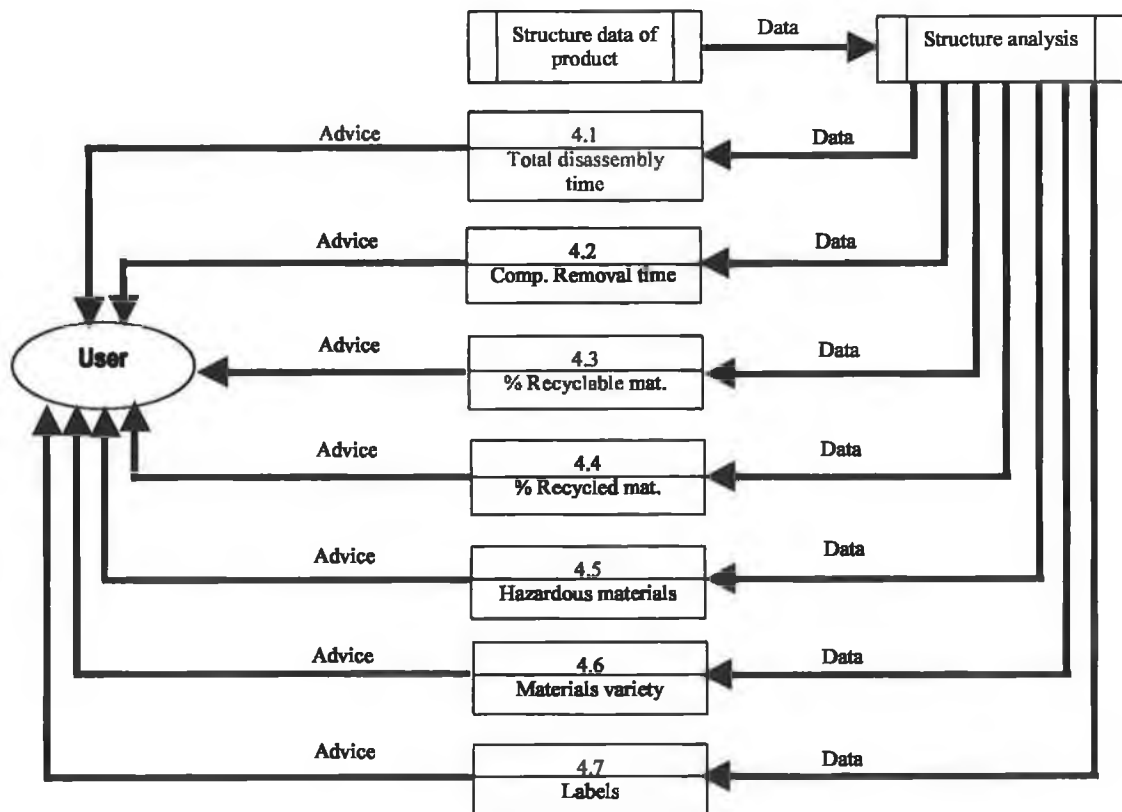 Structure data of
product
Data
Structure analysis
Advice
4.1
Total disassembly
time
Data
Advice
4.2
Comp. Removal time
Data
User
Advice
4.3
% Recyclable mat.
Data
Advice
4.4
% Recycled mat.
Data
Advice
4.5
Hazardous materials
Data
Advice
4.6
Materials variety
Data
Advice
4.7
Labels
Data